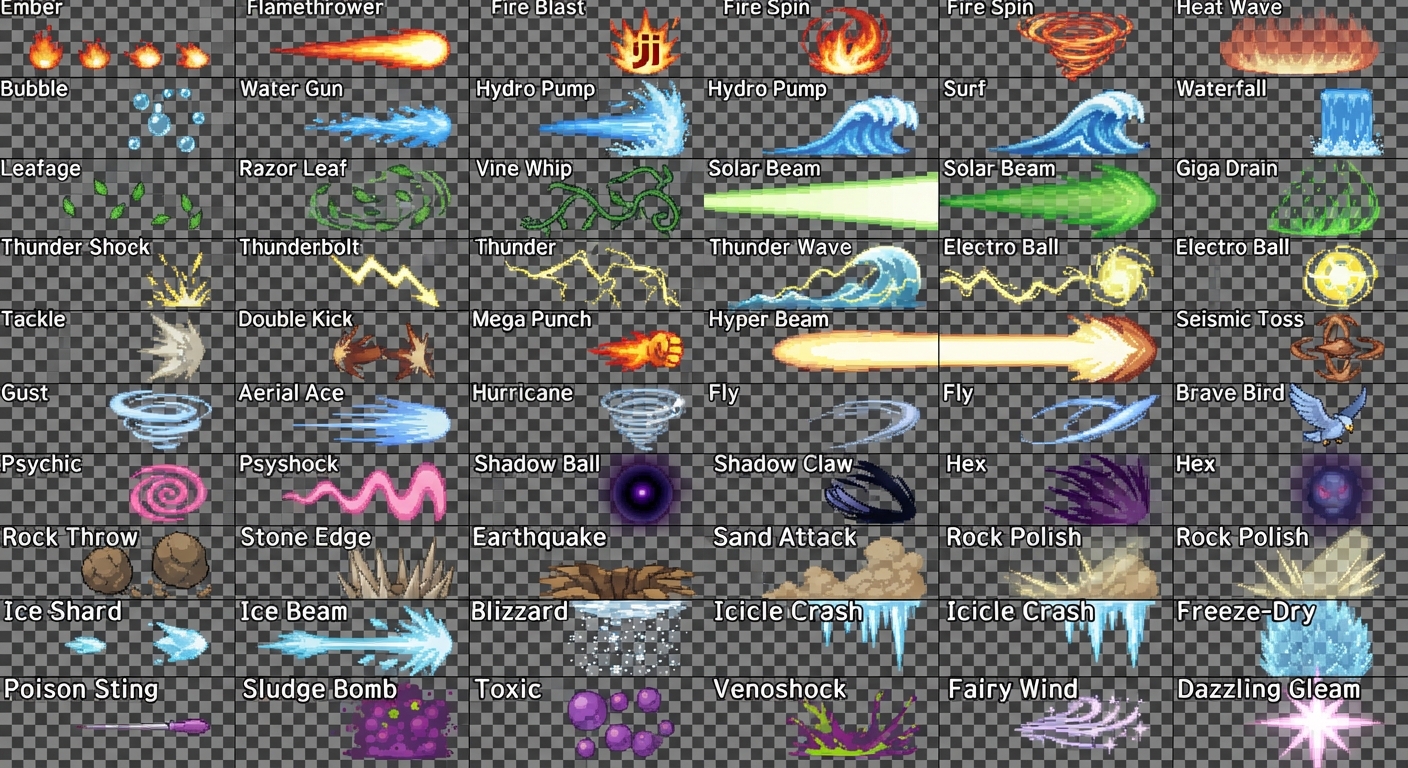 Ember Flamethrower Fire Blast Fire Spin Fire Spin Heat Wave
Bubble Water Gun Hydro Pump Hydro Pump Surf Waterfall
Leafage Razor Leaf Vine Whip Solar Beam Solar Beam Giga Drain
Thunder Shock Thunderbolt Thunder Thunder Wave Electro Ball Electro Ball
Tackle Double Kick Mega Punch Hyper Beam Seismic Toss
Gust Aerial Ace Hurricane Fly Fly Brave Bird
Psychic Psyshock Shadow Ball Shadow Claw Hex Hex
Rock Throw Stone Edge Earthquake Sand Attack Rock Polish Rock Polish
Ice Shard Ice Beam Blizzard Icicle Crash Icicle Crash Freeze-Dry
Poison Sting Sludge Bomb Toxic Venoshock Fairy Wind Dazzling Gleam